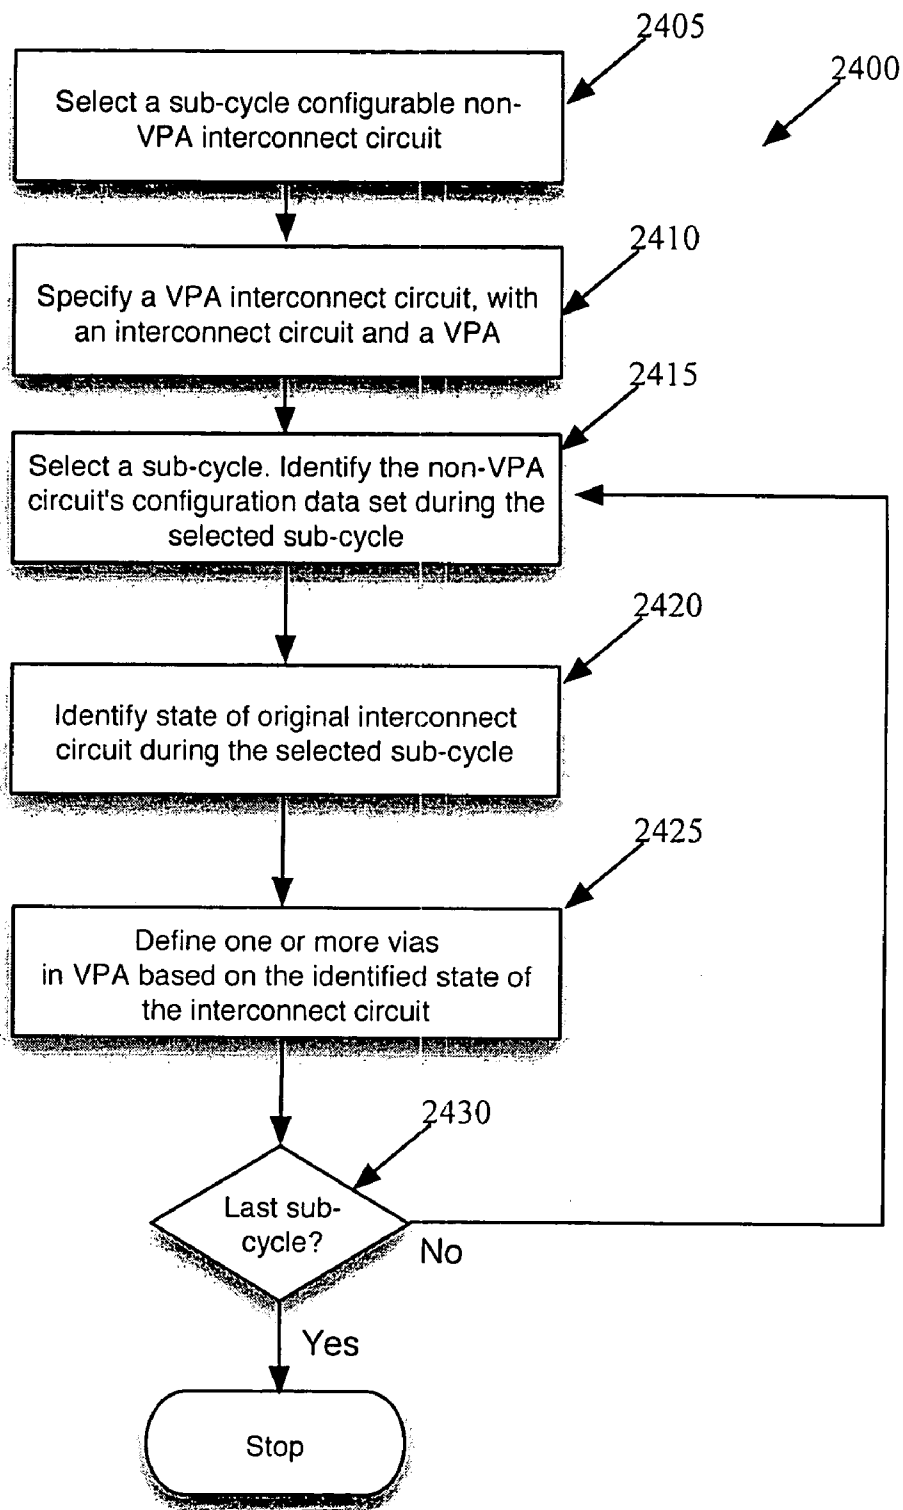 2405
2400
Select a sub-cycle configurable non-
VPA interconnect circuit
2410
Specify a VPA interconnect circuit, with
an interconnect circuit and a VPA
2415
Select a sub-cycle. Identify the non-VPA
circuit's configuration data set during the
selected sub-cycle
2420
Identify state of original interconnect
circuit during the selected sub-cycle
2425
Define one or more vias
in VPA based on the identified state of
the interconnect circuit
2430
Last sub-
cycle?
No
Yes
Stop